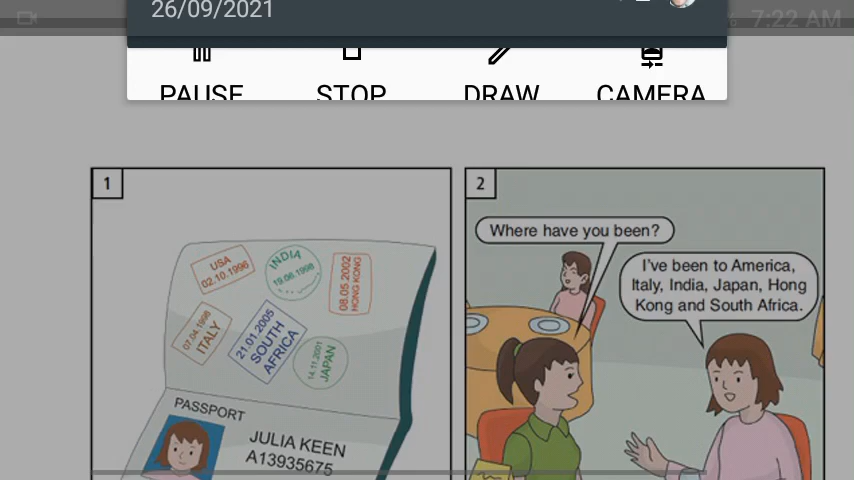 26/09/2021
7:22 AM
PAUSE
STOP
DRAW
CAMERA
1
USA
02.10.1996
INDIA
19.06.1998
08.05 2002
HONG KONG
07.04.1998
ITALY
21.01.2005
SOUTH
AFRICA
14.11.2001
JAPAN
PASSPORT
JULIA KEEN
A13935675
2
Where have you been?
I've been to America,
Italy, India, Japan, Hong
Kong and South Africa.